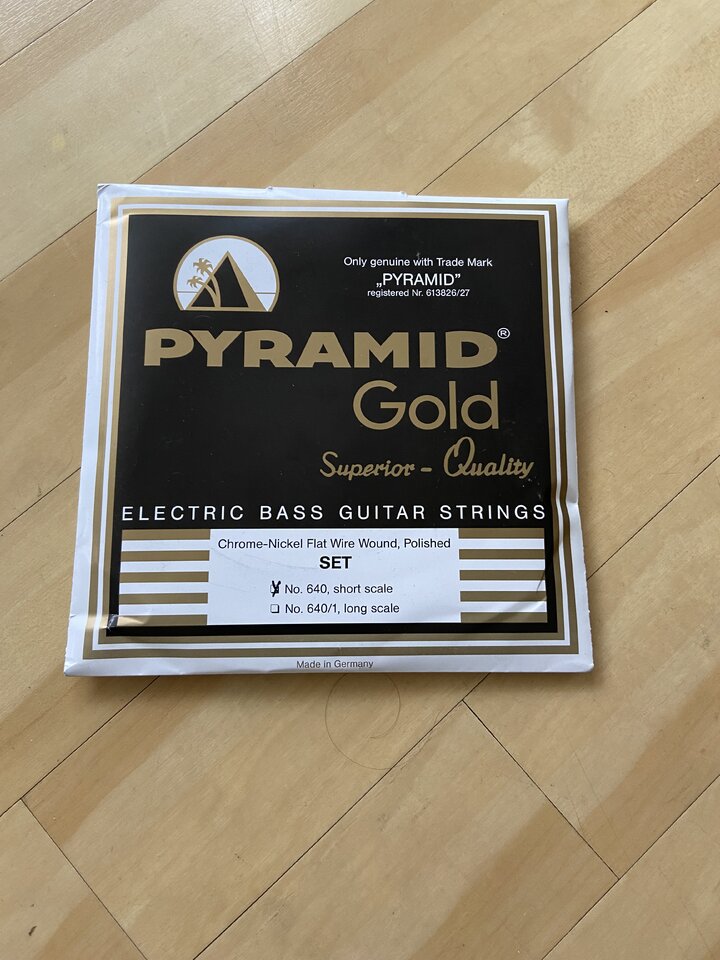 Only genuine with Trade Mark
„PYRAMID”
registered Nr. 613826/27
PYRAMID®
Gold
Superior - Quality
ELECTRIC BASS GUITAR STRINGS
Chrome-Nickel Flat Wire Wound, Polished
SET
No. 640, short scale
No. 640/1, long scale
Made in Germany